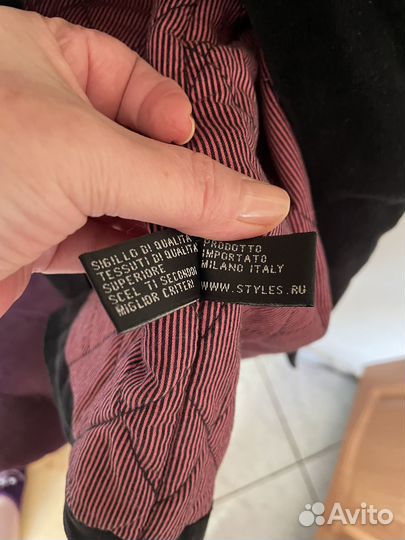 SIGILLO DI QUALITA
TESSUTI DI QUALITA
SUPERIORE
SCEL TI SECONDO
MIGLIOR CRITERI
PRODOTTO
IMPORTATO
MILANO ITALY
WWW.STYLES.RU
Avito